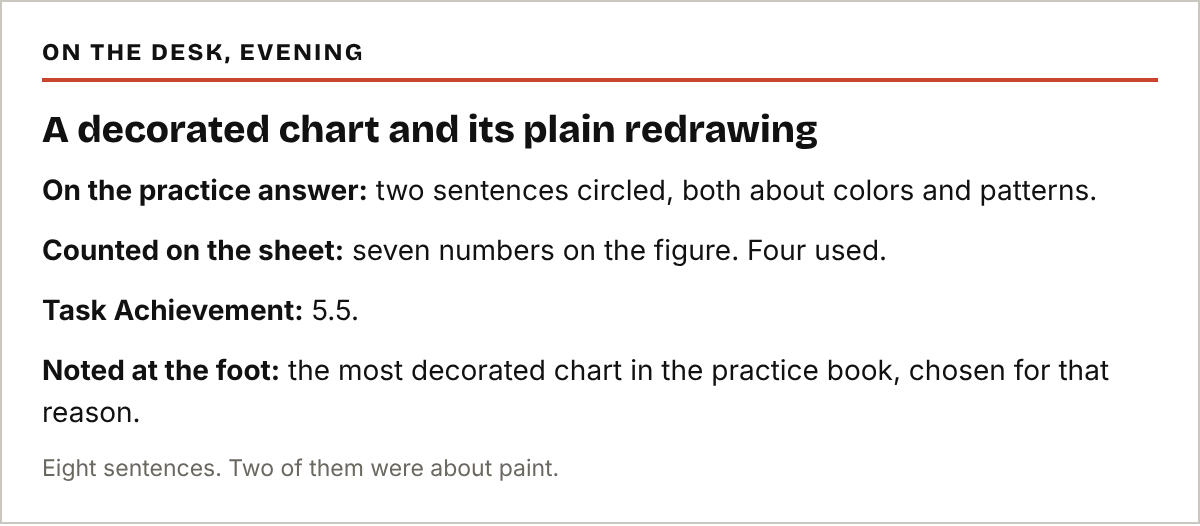 ON THE DESK, EVENING
A decorated chart and its plain redrawing
On the practice answer: two sentences circled, both about colors and patterns.
Counted on the sheet: seven numbers on the figure. Four used.
Task Achievement: 5.5.
Noted at the foot: the most decorated chart in the practice book, chosen for that
reason.
Eight sentences. Two of them were about paint.